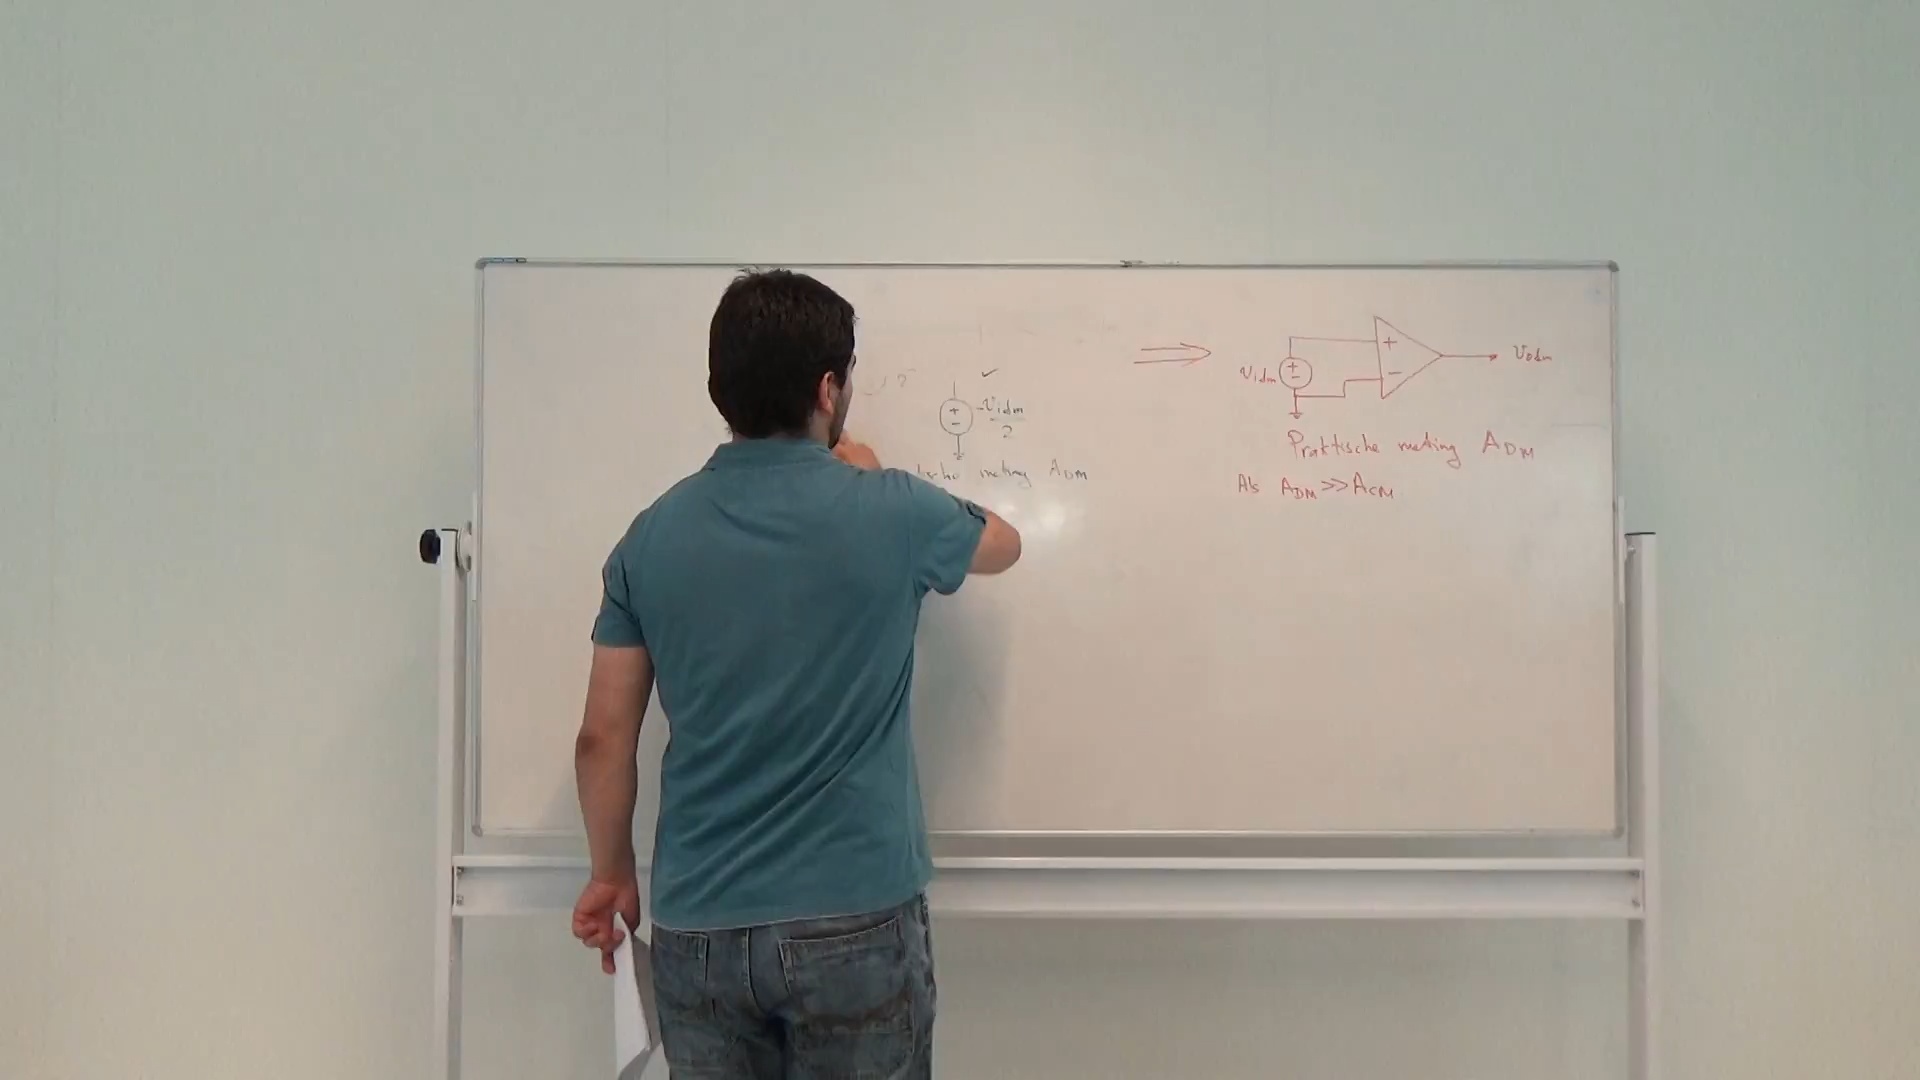 -Vidm
2
meting ADM
+
-
Vidm
+
-
+
-
Vodm
Praktische meting ADM
Als ADM >> ACM